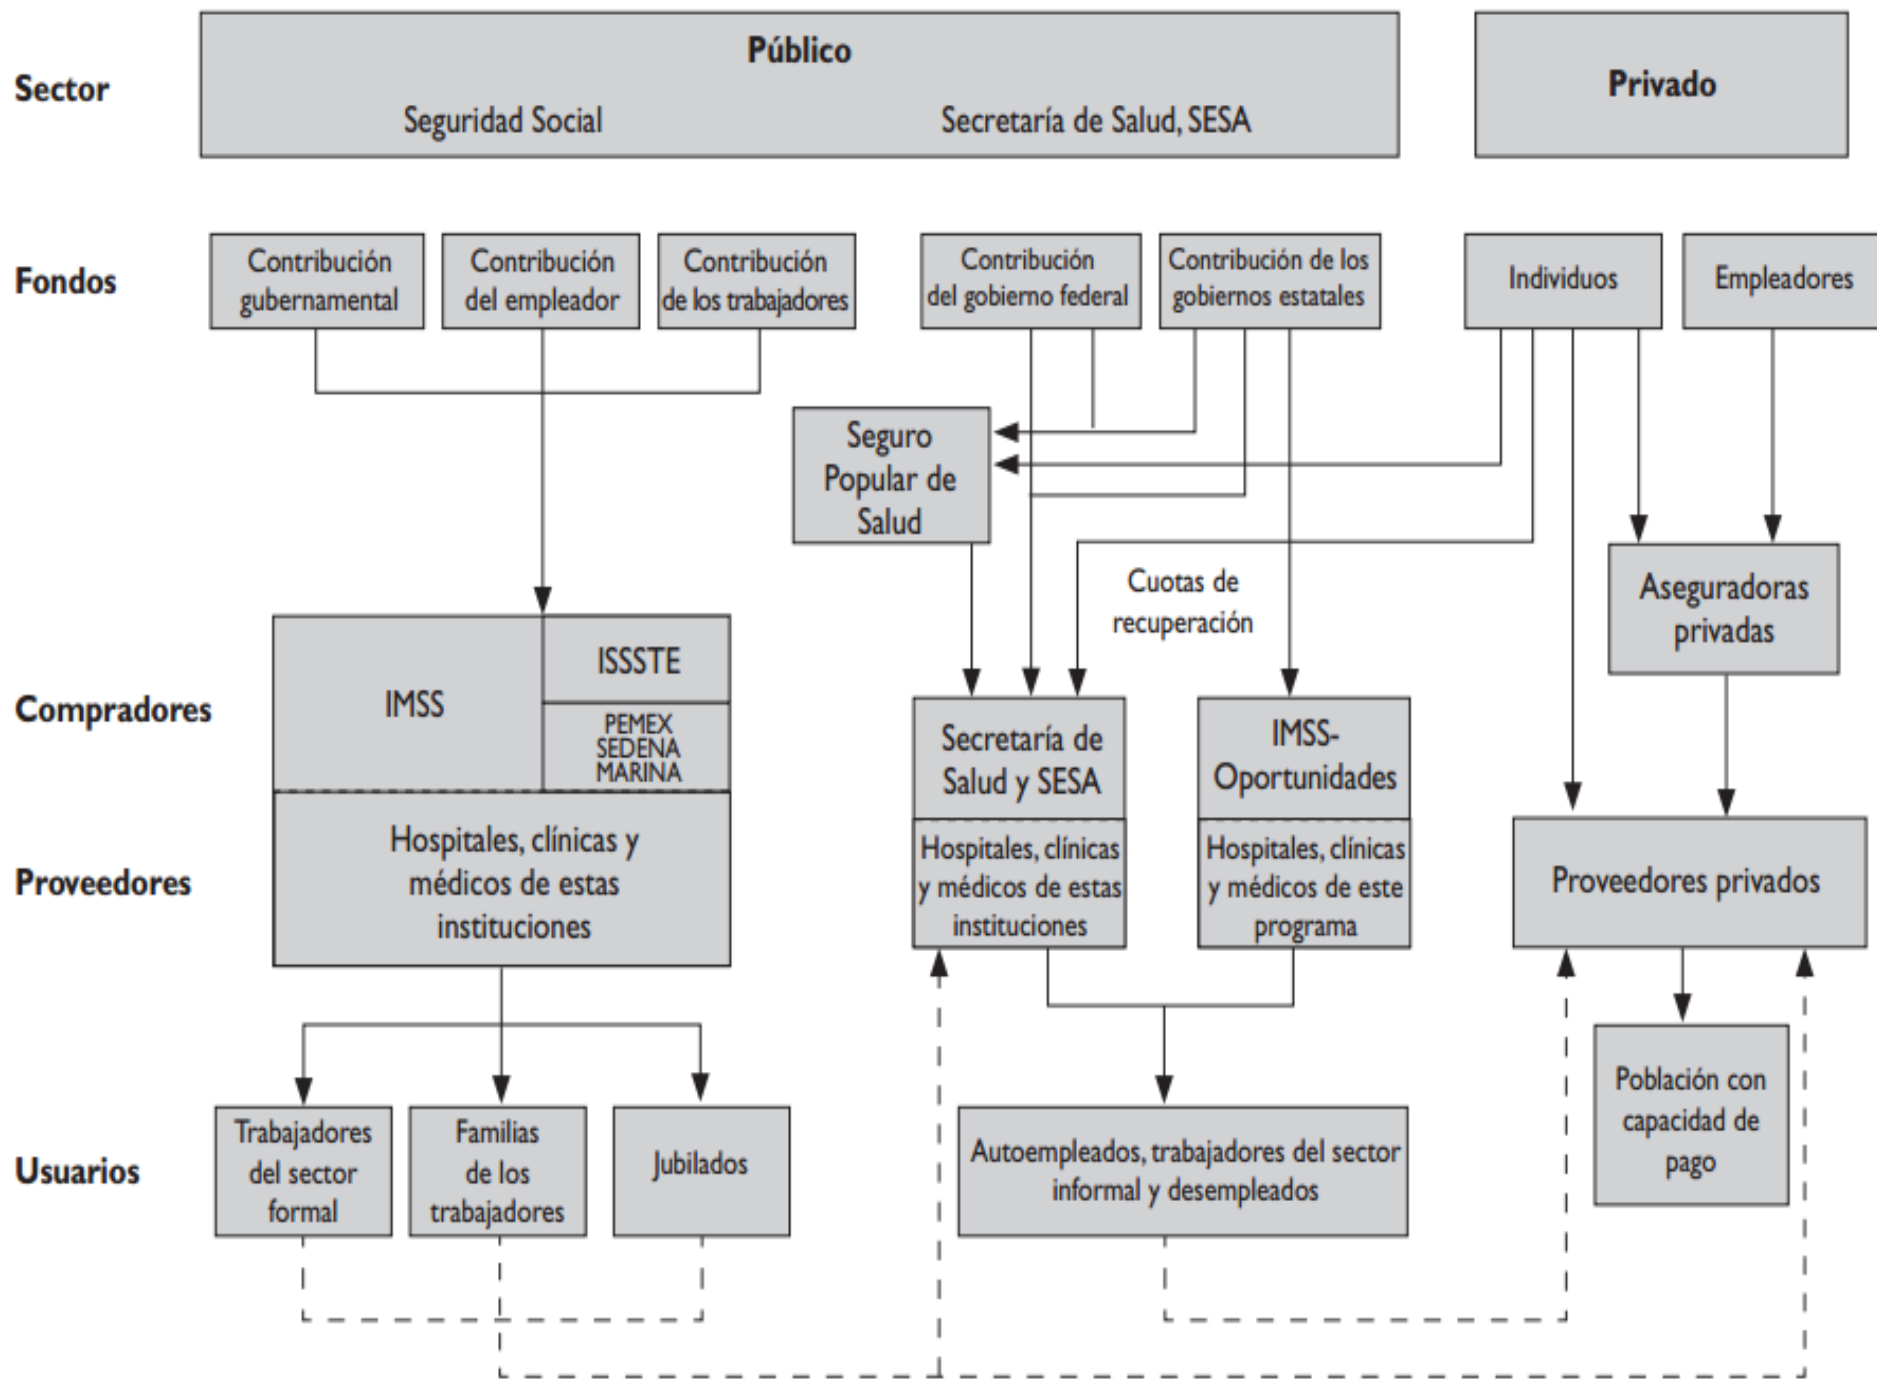 Sector
Público
Seguridad Social
Secretaría de Salud, SESA
Privado
Fondos
Contribución
gubernamental
Contribución
del empleador
Contribución
de los trabajadores
Contribución
del gobierno federal
Contribución de los
gobiernos estatales
Individuos
Empleadores
Seguro
Popular de
Salud
Cuotas de
recuperación
Aseguradoras
privadas
Compradores
IMSS
ISSSTE
PEMEX
SEDENA
MARINA
Secretaría de
Salud y SESA
IMSS-
Oportunidades
Proveedores
Hospitales, clínicas y
médicos de estas
instituciones
Hospitales, clínicas
y médicos de estas
instituciones
Hospitales, clínicas
y médicos de este
programa
Proveedores privados
Usuarios
Trabajadores
del sector
formal
Familias
de los
trabajadores
Jubilados
Autoempleados, trabajadores del sector
informal y desempleados
Población con
capacidad de
pago